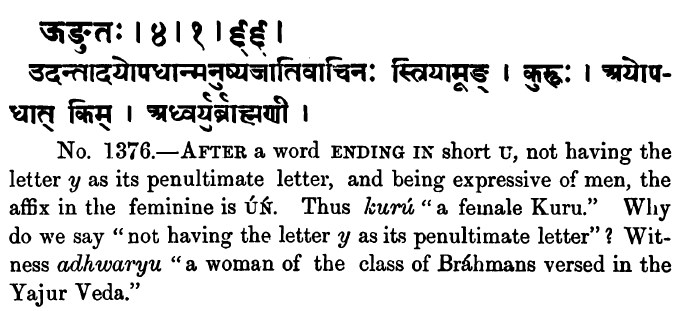 ऊङुतः । ४ । १ । ६६ ।
उदन्तादयोपधान्मनुष्यजातिवाचिनः स्त्रियामूङ् । कुरूः । अयोप-
धात् किम् । अध्वर्युर्ब्राह्मणी ।
No. 1376.—AFTER a word ENDING IN short U, not having the
letter y as its penultimate letter, and being expressive of men, the
affix in the feminine is ÚṄ. Thus kurú “a female Kuru.” Why
do we say “not having the letter y as its penultimate letter”? Wit-
ness adhwaryu “a woman of the class of Bráhmans versed in the
Yajur Veda.”